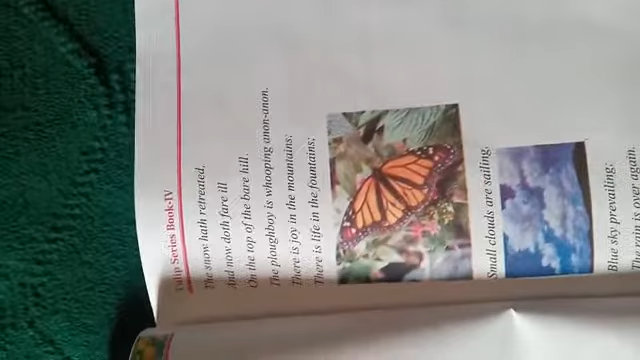 Tulip Series Book-IV
The snow hath retreated,
And now doth fare ill
On the top of the bare hill.
The ploughboy is whooping anon-anon.
There is joy in the mountains;
There is life in the fountains;
Small clouds are sailing,
Blue sky prevailing;
The rain is over again.